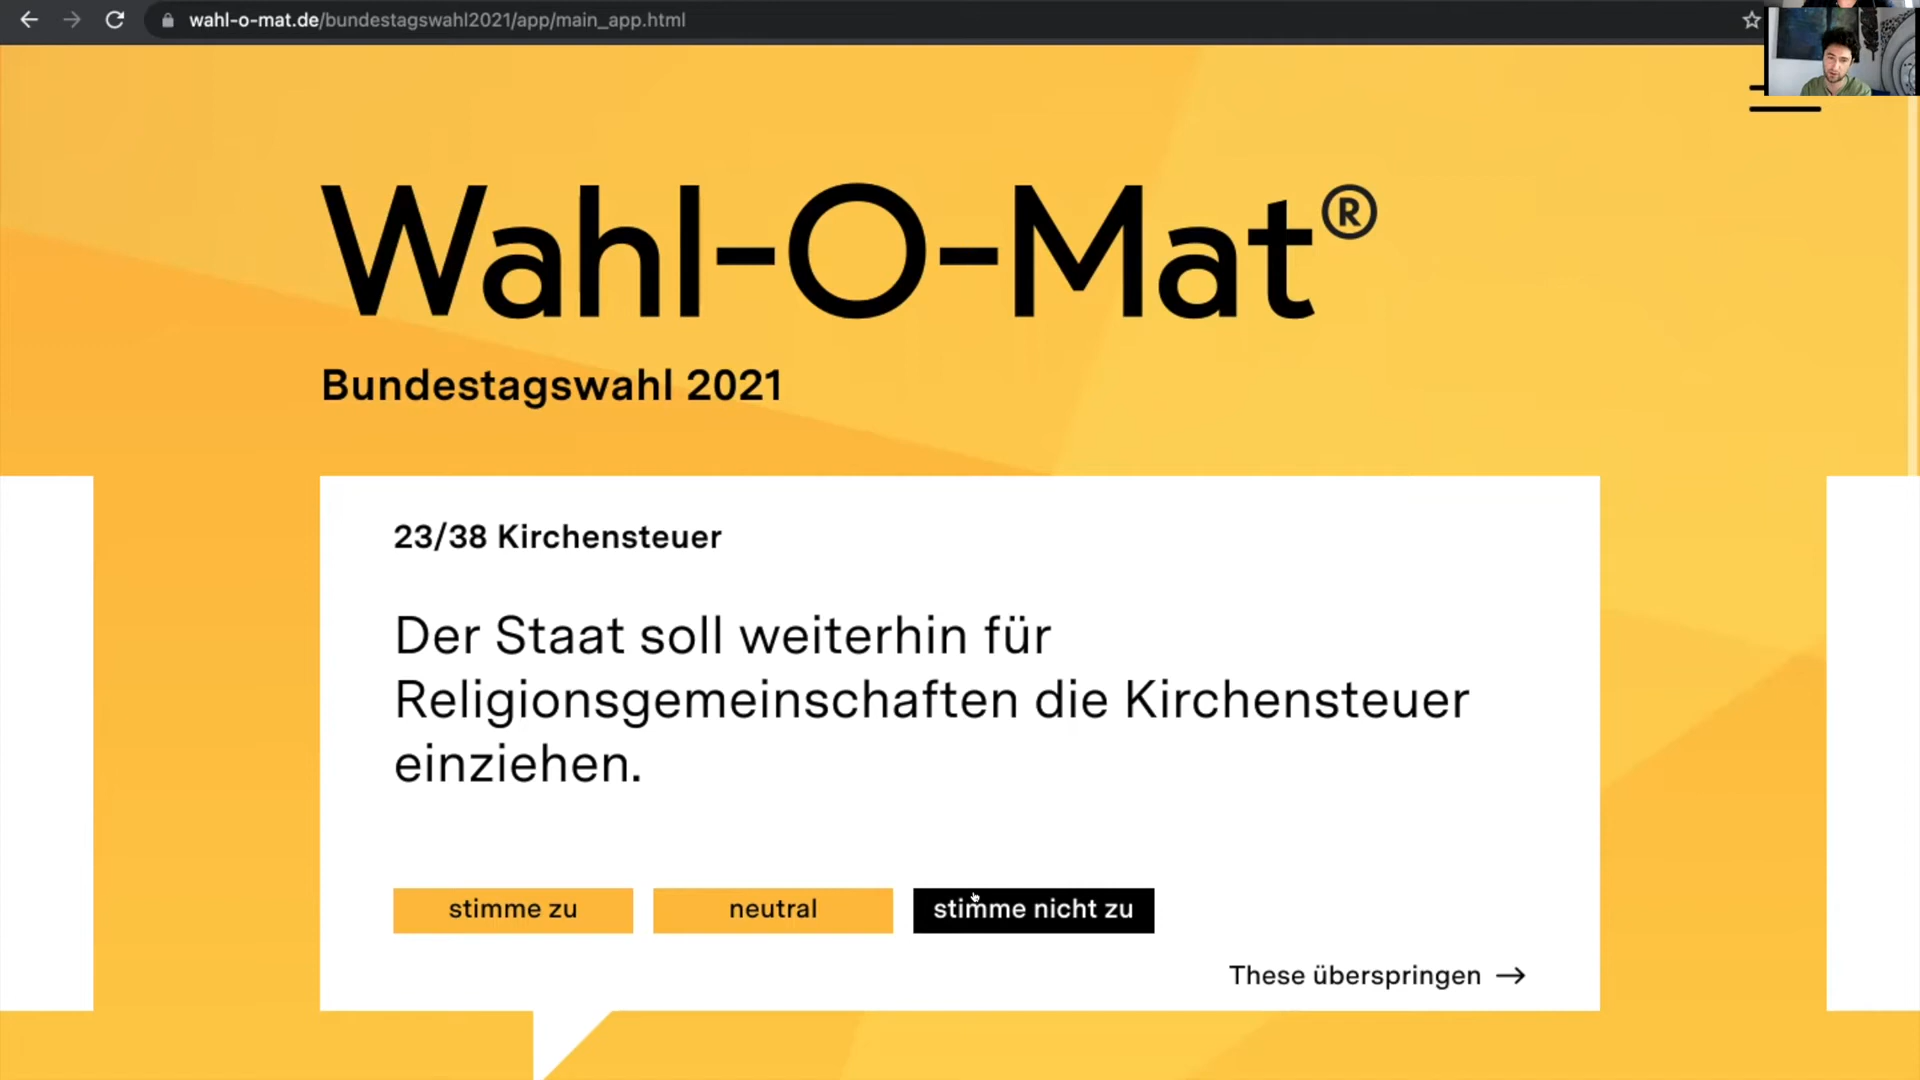 wahl-o-mat.de/bundestagswahl2021/app/main_app.html
Wahl-O-Mat®
Bundestagswahl 2021
23/38 Kirchensteuer
Der Staat soll weiterhin für
Religionsgemeinschaften die Kirchensteuer
einziehen.
stimme zu
neutral
stimme nicht zu
These überspringen →